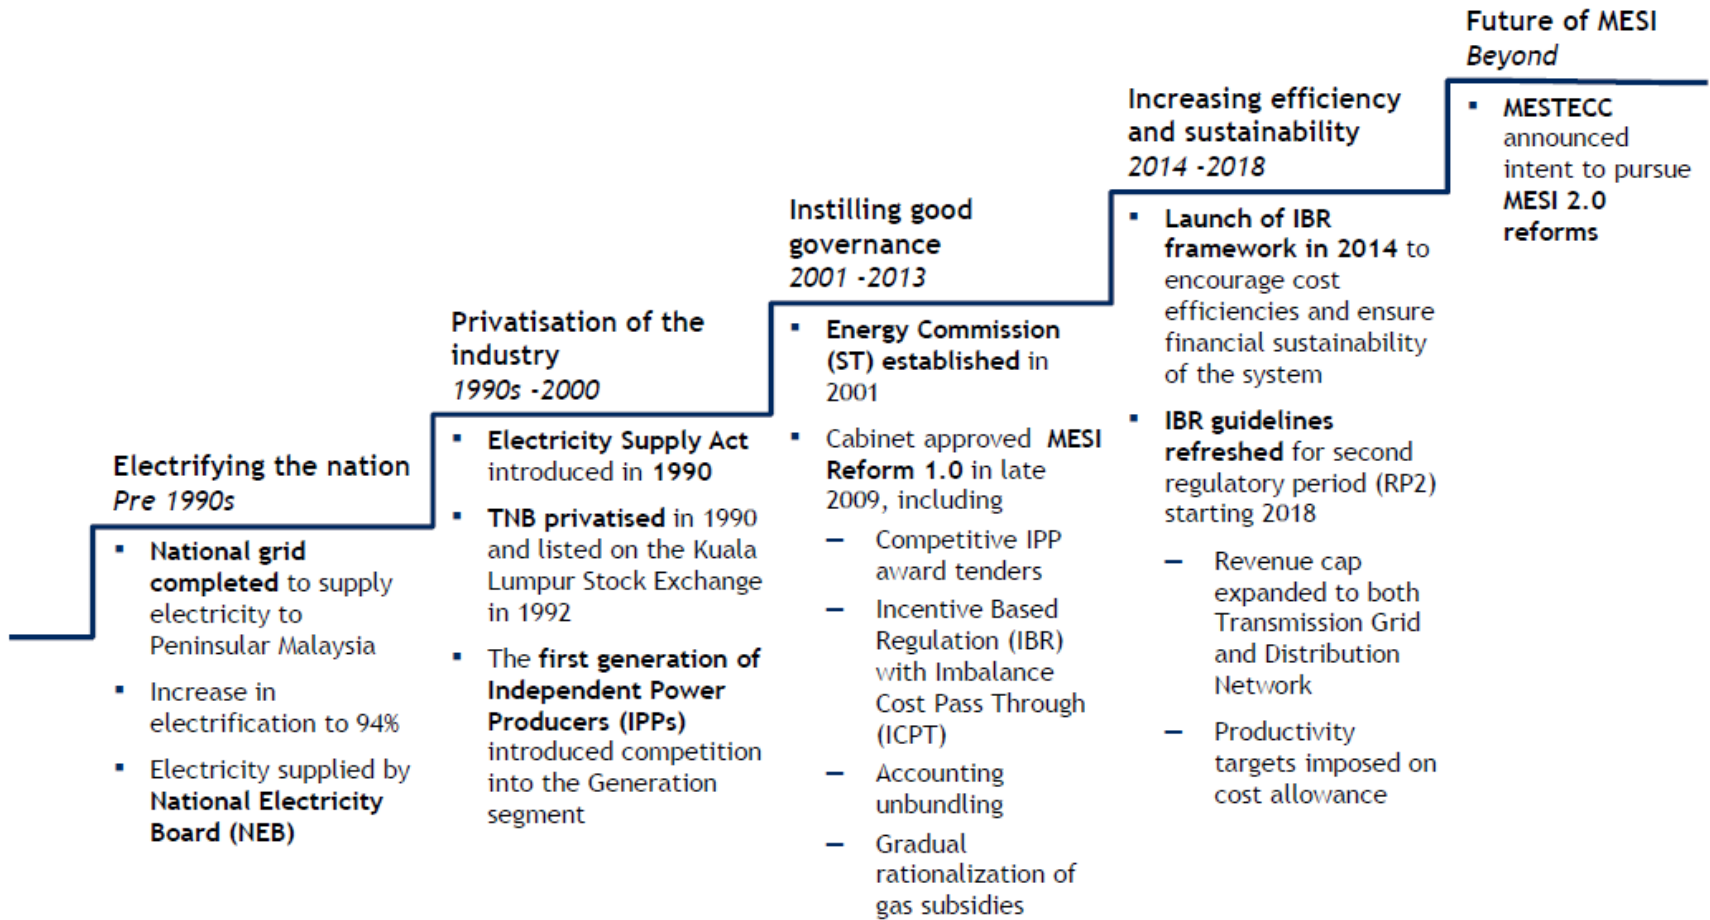 Electrifying the nation
Pre 1990s
▪ National grid
completed to supply
electricity to
Peninsular Malaysia
▪ Increase in
electrification to 94%
▪ Electricity supplied by
National Electricity
Board (NEB)
Privatisation of the
industry
1990s -2000
▪ Electricity Supply Act
introduced in 1990
▪ TNB privatised in 1990
and listed on the Kuala
Lumpur Stock Exchange
in 1992
▪ The first generation of
Independent Power
Producers (IPPs)
introduced competition
into the Generation
segment
Instilling good
governance
2001 -2013
▪ Energy Commission
(ST) established in
2001
▪ Cabinet approved MESI
Reform 1.0 in late
2009, including
— Competitive IPP
award tenders
— Incentive Based
Regulation (IBR)
with Imbalance
Cost Pass Through
(ICPT)
— Accounting
unbundling
— Gradual
rationalization of
gas subsidies
Increasing efficiency
and sustainability
2014 -2018
▪ Launch of IBR
framework in 2014 to
encourage cost
efficiencies and ensure
financial sustainability
of the system
▪ IBR guidelines
refreshed for second
regulatory period (RP2)
starting 2018
— Revenue cap
expanded to both
Transmission Grid
and Distribution
Network
— Productivity
targets imposed on
cost allowance
Future of MESI
Beyond
▪ MESTECC
announced
intent to pursue
MESI 2.0
reforms